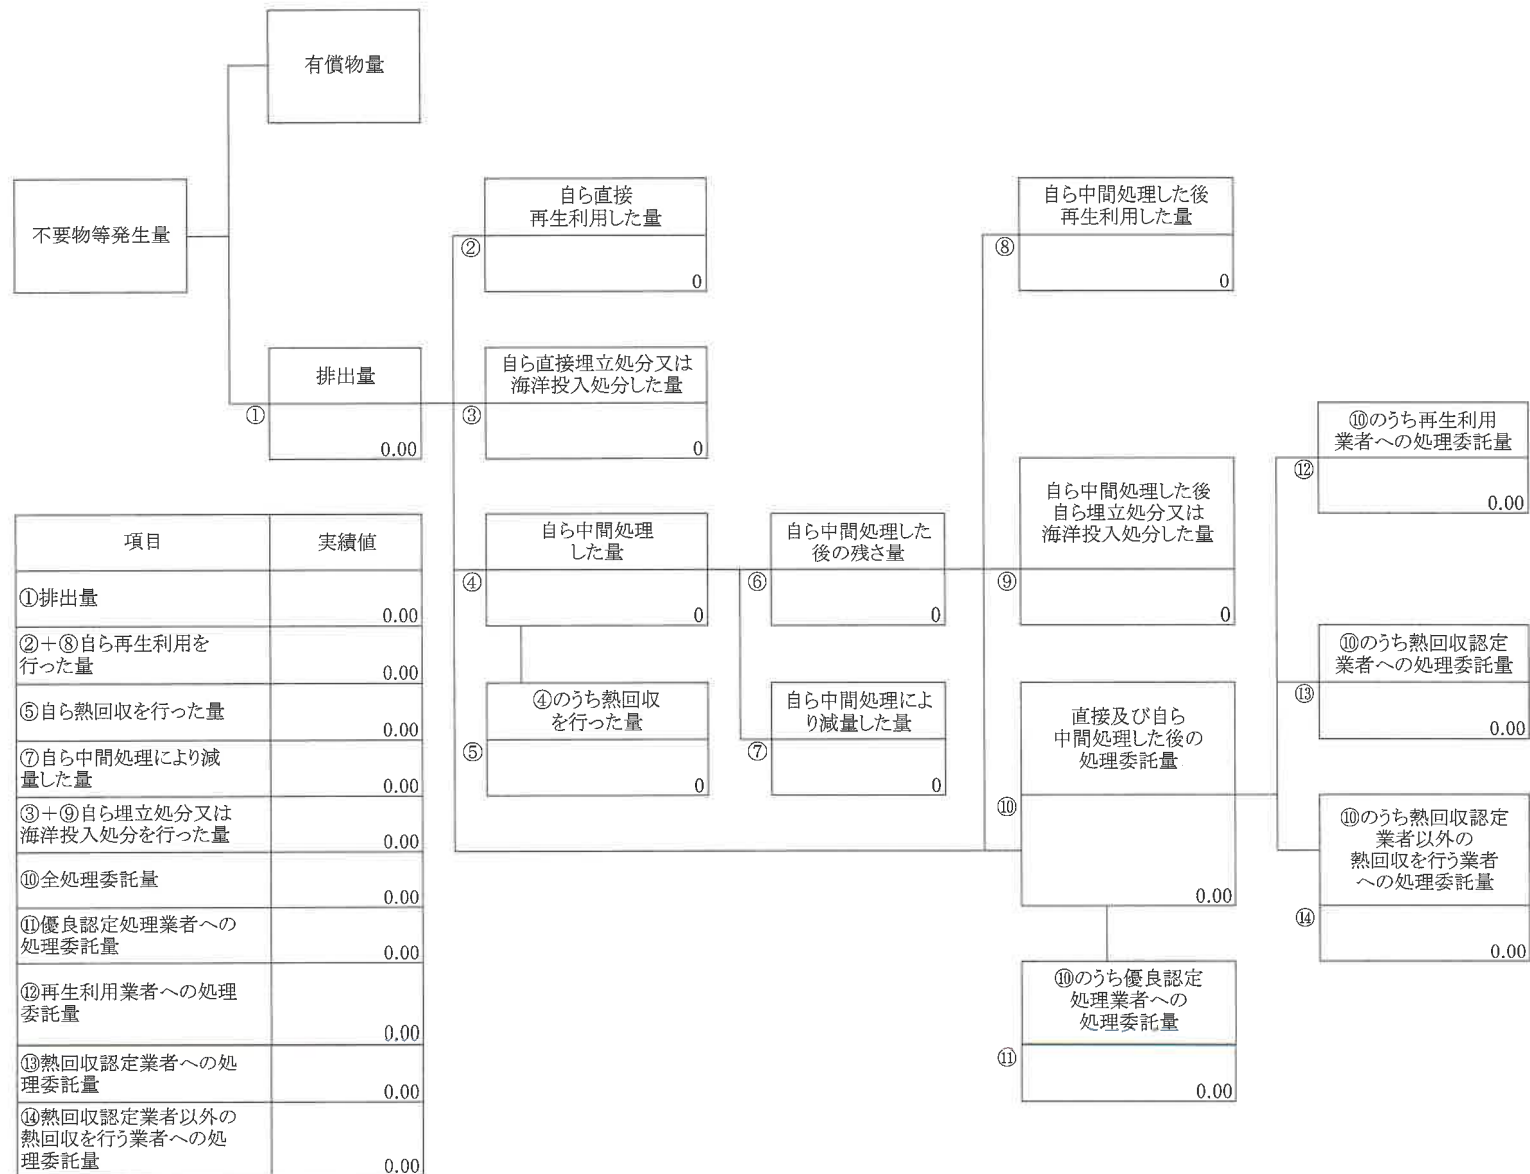 有償物量
不要物等発生量
排出量
①
0.00
自ら直接
再生利用した量
②
0
自ら直接埋立処分又は
海洋投入処分した量
③
0
自ら中間処理
した量
④
0
④のうち熱回収
を行った量
⑤
0
自ら中間処理した
後の残さ量
⑥
0
自ら中間処理によ
り減量した量
⑦
0
自ら中間処理した後
再生利用した量
⑧
0
自ら中間処理した後
自ら埋立処分又は
海洋投入処分した量
⑨
0
直接及び自ら
中間処理した後の
処理委託量
⑩
0.00
⑩のうち優良認定
処理業者への
処理委託量
⑪
0.00
⑩のうち再生利用
業者への処理委託量
⑫
0.00
⑩のうち熱回収認定
業者への処理委託量
⑬
0.00
⑩のうち熱回収認定
業者以外の
熱回収を行う業者
への処理委託量
⑭
0.00
項目 実績値
①排出量
0.00
②+⑧自ら再生利用を
行った量
0.00
⑤自ら熱回収を行った量
0.00
⑦自ら中間処理により減
量した量
0.00
③+⑨自ら埋立処分又は
海洋投入処分を行った量
0.00
⑩全処理委託量
0.00
⑪優良認定処理業者への
処理委託量
0.00
⑫再生利用業者への処理
委託量
0.00
⑬熱回収認定業者への処
理委託量
0.00
⑭熱回収認定業者以外の
熱回収を行う業者への処
理委託量
0.00